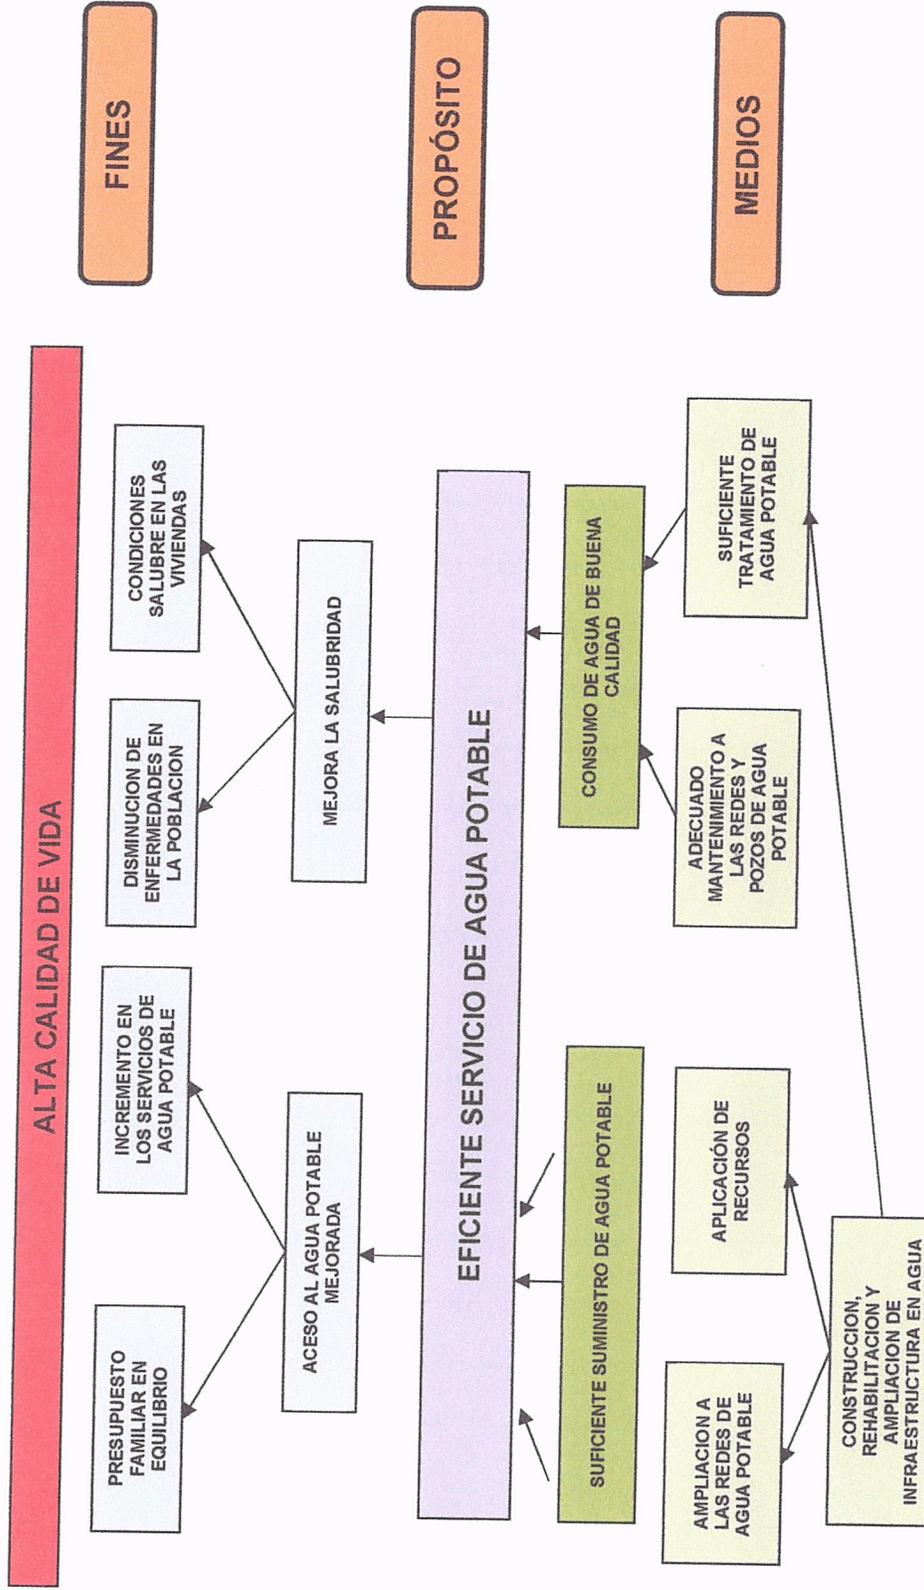 ALTA CALIDAD DE VIDA
FINES
PRESUPUESTO
FAMILIAR EN
EQUILIBRIO
INCREMENTO EN
LOS SERVICIOS DE
AGUA POTABLE
DISMINUCION DE
ENFERMEDADES EN
LA POBLACION
CONDICIONES
SALUBRE EN LAS
VIVIENDAS
ACESO AL AGUA POTABLE
MEJORADA
MEJORA LA SALUBRIDAD
EFICIENTE SERVICIO DE AGUA POTABLE
PROPÓSITO
SUFICIENTE SUMINISTRO DE AGUA POTABLE
CONSUMO DE AGUA DE BUENA
CALIDAD
AMPLIACION A
LAS REDES DE
AGUA POTABLE
APLICACIÓN DE
RECURSOS
ADECUADO
MANTENIMIENTO A
LAS REDES Y
POZOS DE AGUA
POTABLE
SUFICIENTE
TRATAMIENTO DE
AGUA POTABLE
MEDIOS
CONSTRUCCION,
REHABILITACION Y
AMPLIACION DE
INFRAESTRUCTURA EN AGUA